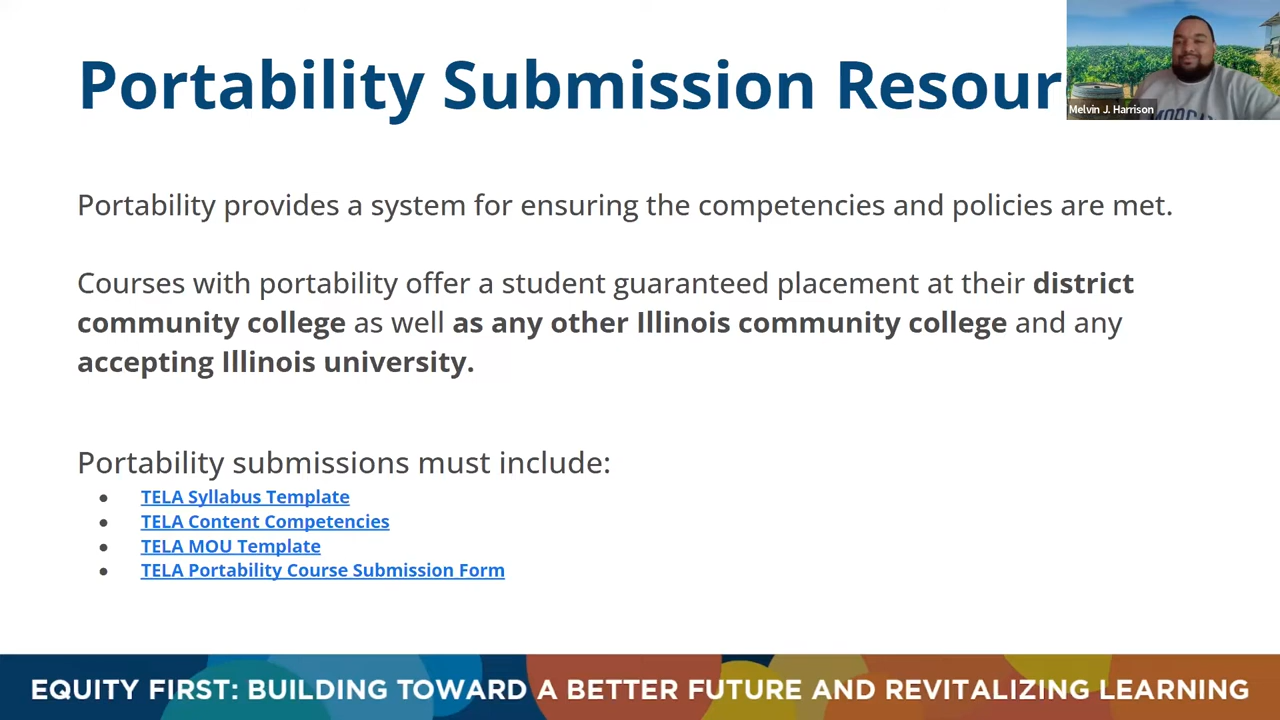 Portability Submission Resour
Melvin J. Harrison
Portability provides a system for ensuring the competencies and policies are met.
Courses with portability offer a student guaranteed placement at their district
community college as well as any other Illinois community college and any
accepting Illinois university.
Portability submissions must include:
● TELA Syllabus Template
● TELA Content Competencies
● TELA MOU Template
● TELA Portability Course Submission Form
EQUITY FIRST: BUILDING TOWARD A BETTER FUTURE AND REVITALIZING LEARNING